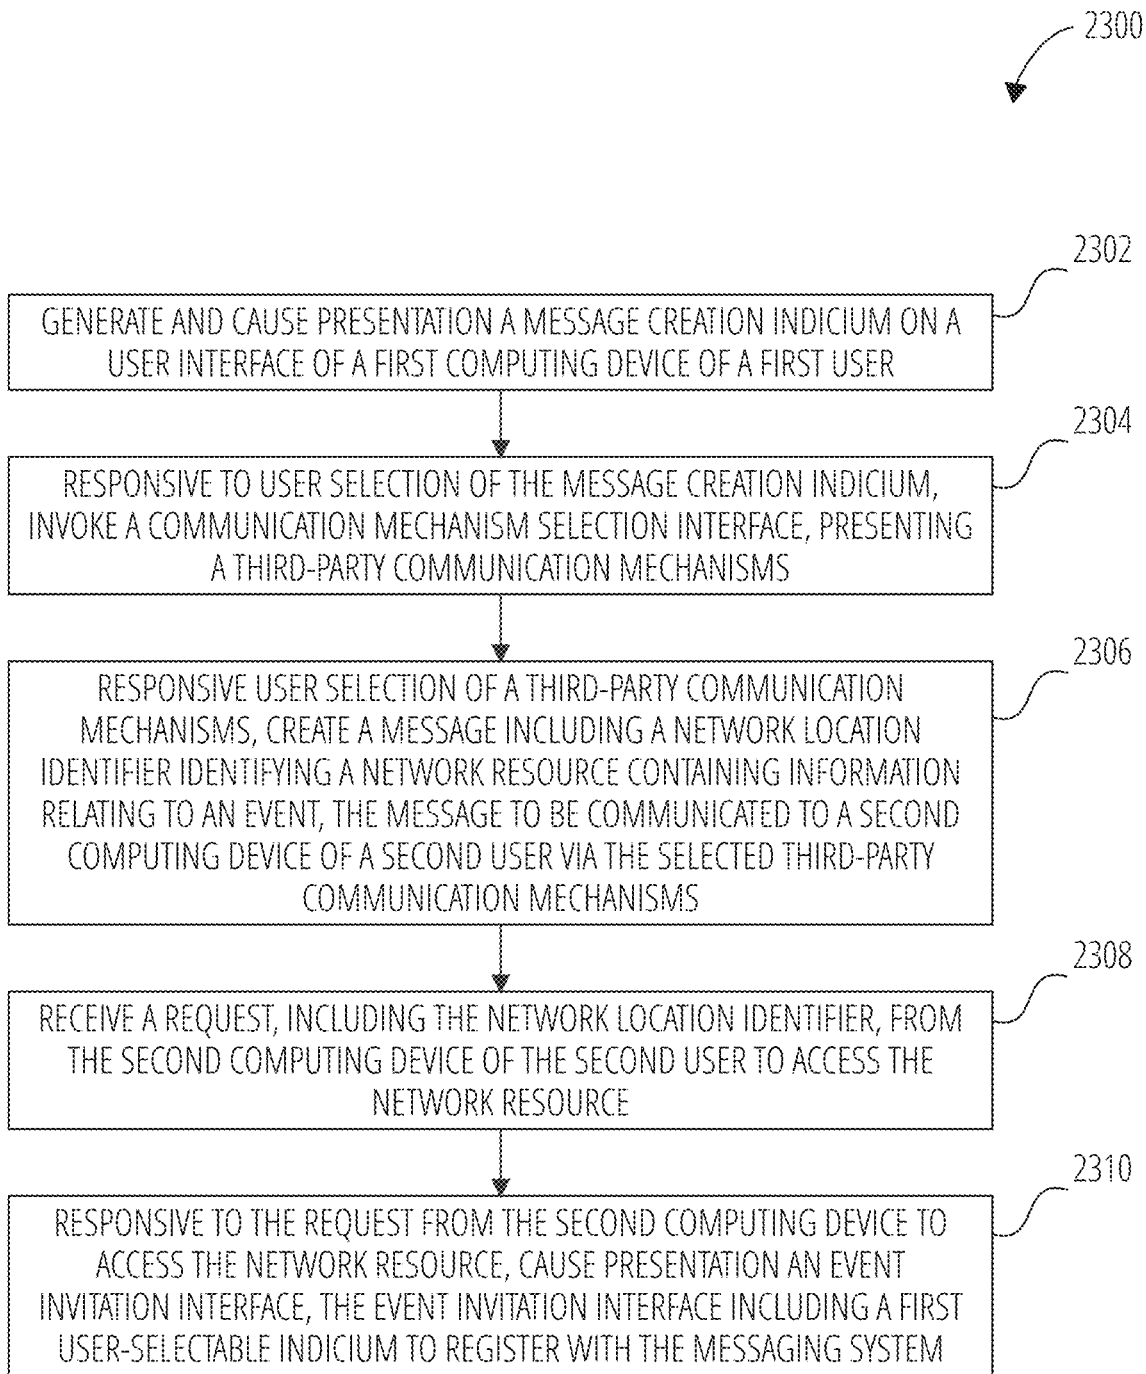 2300
2302
GENERATE AND CAUSE PRESENTATION A MESSAGE CREATION INDICIUM ON A
USER INTERFACE OF A FIRST COMPUTING DEVICE OF A FIRST USER
2304
RESPONSIVE TO USER SELECTION OF THE MESSAGE CREATION INDICIUM,
INVOKE A COMMUNICATION MECHANISM SELECTION INTERFACE, PRESENTING
A THIRD-PARTY COMMUNICATION MECHANISMS
2306
RESPONSIVE USER SELECTION OF A THIRD-PARTY COMMUNICATION
MECHANISMS, CREATE A MESSAGE INCLUDING A NETWORK LOCATION
IDENTIFIER IDENTIFYING A NETWORK RESOURCE CONTAINING INFORMATION
RELATING TO AN EVENT, THE MESSAGE TO BE COMMUNICATED TO A SECOND
COMPUTING DEVICE OF A SECOND USER VIA THE SELECTED THIRD-PARTY
COMMUNICATION MECHANISMS
2308
RECEIVE A REQUEST, INCLUDING THE NETWORK LOCATION IDENTIFIER, FROM
THE SECOND COMPUTING DEVICE OF THE SECOND USER TO ACCESS THE
NETWORK RESOURCE
2310
RESPONSIVE TO THE REQUEST FROM THE SECOND COMPUTING DEVICE TO
ACCESS THE NETWORK RESOURCE, CAUSE PRESENTATION AN EVENT
INVITATION INTERFACE, THE EVENT INVITATION INTERFACE INCLUDING A FIRST
USER-SELECTABLE INDICIUM TO REGISTER WITH THE MESSAGING SYSTEM